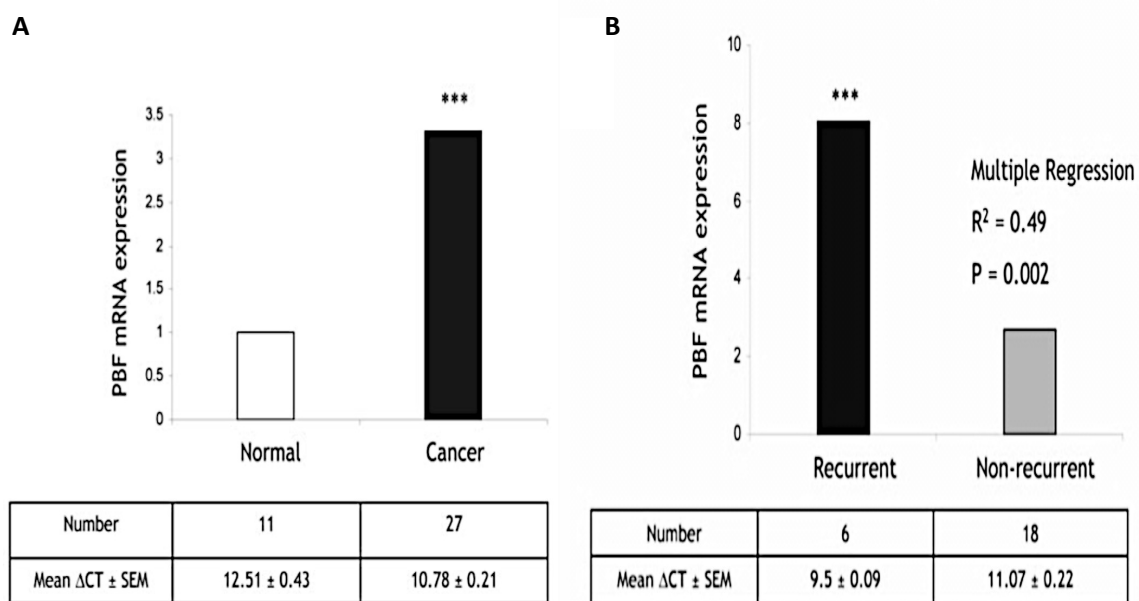 A
PBF mRNA expression
3.5
3
2.5
2
1.5
1
0.5
0
***
Normal Cancer
Number 11 27
Mean ΔCT ± SEM 12.51 ± 0.43 10.78 ± 0.21
B
PBF mRNA expression
10
8
6
4
2
0
***
Multiple Regression
R² = 0.49
P = 0.002
Recurrent Non-recurrent
Number 6 18
Mean ΔCT ± SEM 9.5 ± 0.09 11.07 ± 0.22